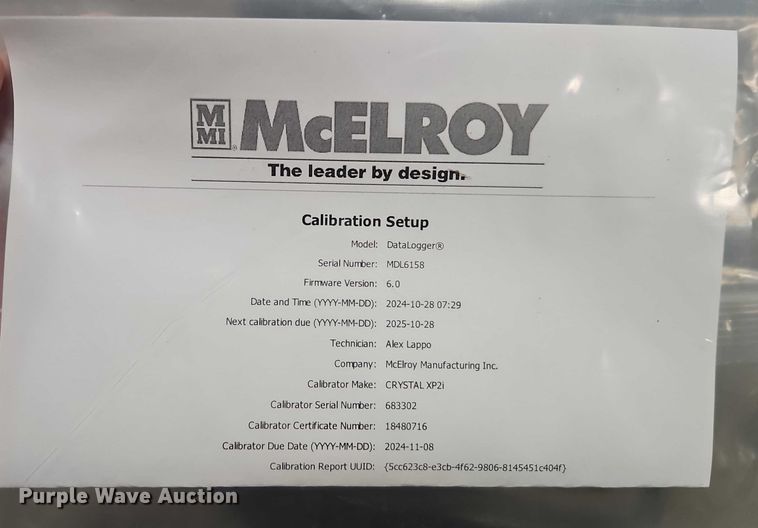 M
MI
McELROY
The leader by design.
Calibration Setup
Model: DataLogger®
Serial Number: MDL6158
Firmware Version: 6.0
Date and Time (YYYY-MM-DD): 2024-10-28 07:29
Next calibration due (YYYY-MM-DD): 2025-10-28
Technician: Alex Lappo
Company: McElroy Manufacturing Inc.
Calibrator Make: CRYSTAL XP2i
Calibrator Serial Number: 683302
Calibrator Certificate Number: 18480716
Calibrator Due Date (YYYY-MM-DD): 2024-11-08
Calibration Report UUID: {5cc623c8-e3cb-4f62-9806-8145451c404f}
Purple Wave Auction